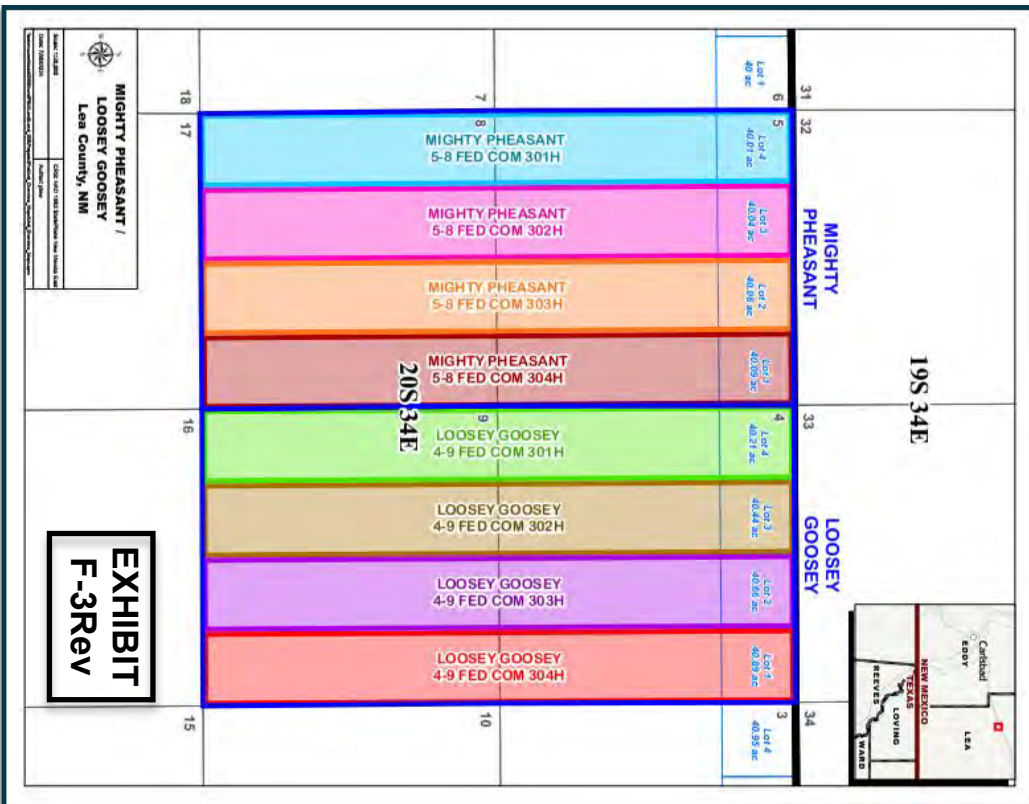 19S 34E
31
32
33
34
MIGHTY
PHEASANT
LOOSEY
GOOSEY
6
5
4
3
Lot 1
40 ac
Lot 4
40.01 ac
Lot 3
40.04 ac
Lot 2
40.06 ac
Lot 1
40.09 ac
Lot 4
40.21 ac
Lot 3
40.44 ac
Lot 2
40.66 ac
Lot 1
40.89 ac
Lot 4
40.95 ac
MIGHTY PHEASANT
5-8 FED COM 301H
MIGHTY PHEASANT
5-8 FED COM 302H
MIGHTY PHEASANT
5-8 FED COM 303H
MIGHTY PHEASANT
5-8 FED COM 304H
LOOSEY GOOSEY
4-9 FED COM 301H
LOOSEY GOOSEY
4-9 FED COM 302H
LOOSEY GOOSEY
4-9 FED COM 303H
LOOSEY GOOSEY
4-9 FED COM 304H
7
8
9
10
20S 34E
18
17
16
15
Carlsbad
EDDY
LEA
NEW MEXICO
TEXAS
REEVES
LOVING
WARD
MIGHTY PHEASANT /
LOOSEY GOOSEY
Lea County, NM
EXHIBIT
F-3Rev